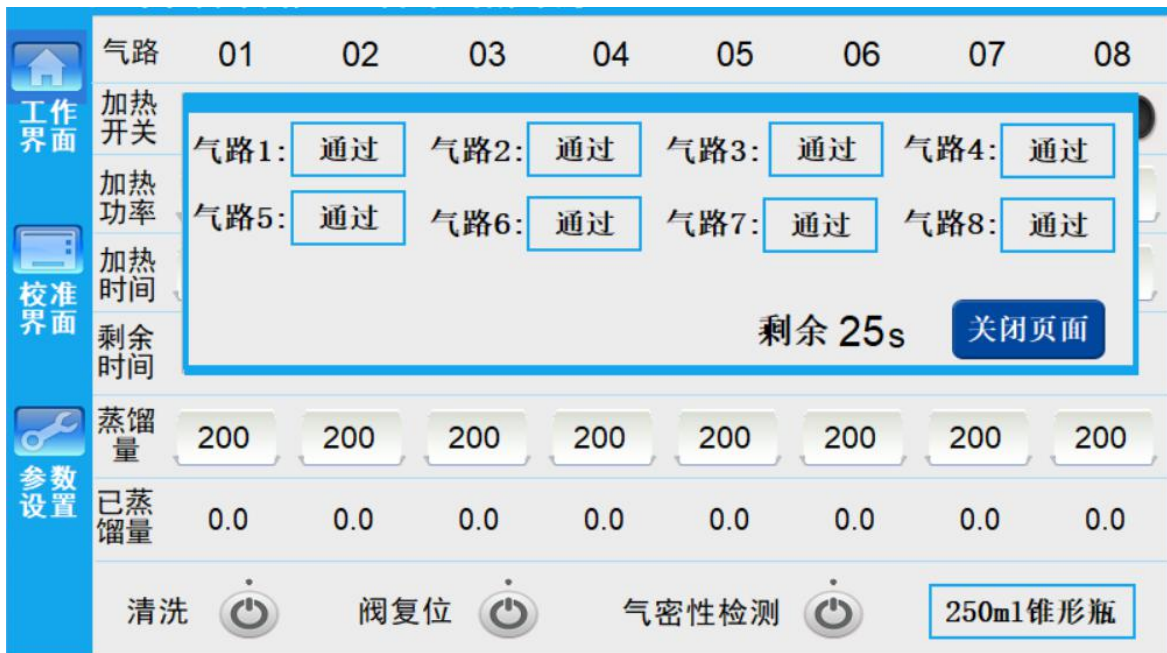 气路 01 02 03 04 05 06 07 08
工作
界面
加热
开关
气路1: 通过 气路2: 通过 气路3: 通过 气路4: 通过
加热
功率
气路5: 通过 气路6: 通过 气路7: 通过 气路8: 通过
校准
界面
加热
时间
剩余
时间
剩余 25s 关闭页面
参数
设置
蒸馏
量
200 200 200 200 200 200 200 200
已蒸
馏量
0.0 0.0 0.0 0.0 0.0 0.0 0.0 0.0
清洗 阀复位 气密性检测 250ml锥形瓶